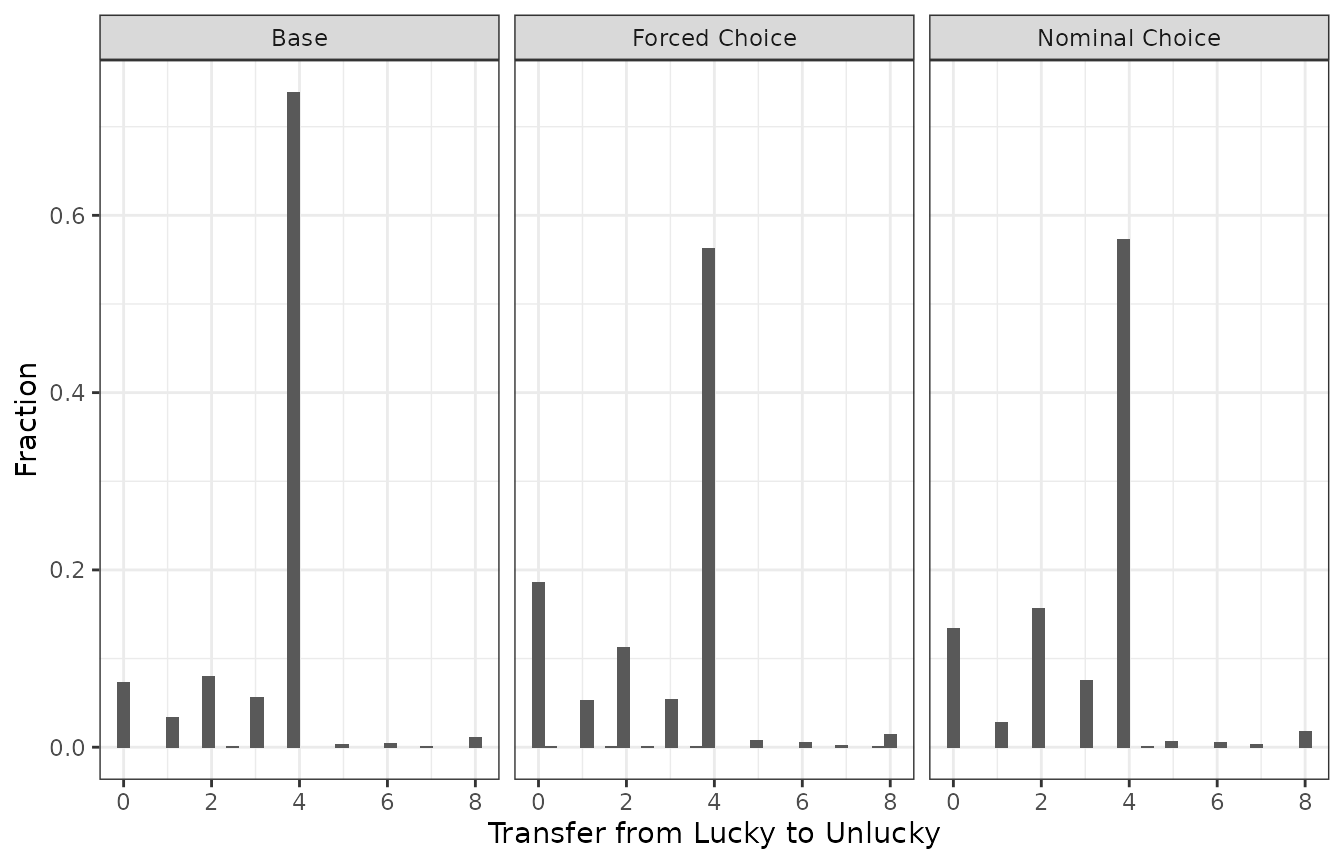 Base Forced Choice Nominal Choice
0.6
0.4
0.2
0.0
Fraction
0 2 4 6 8 0 2 4 6 8 0 2 4 6 8
Transfer from Lucky to Unlucky